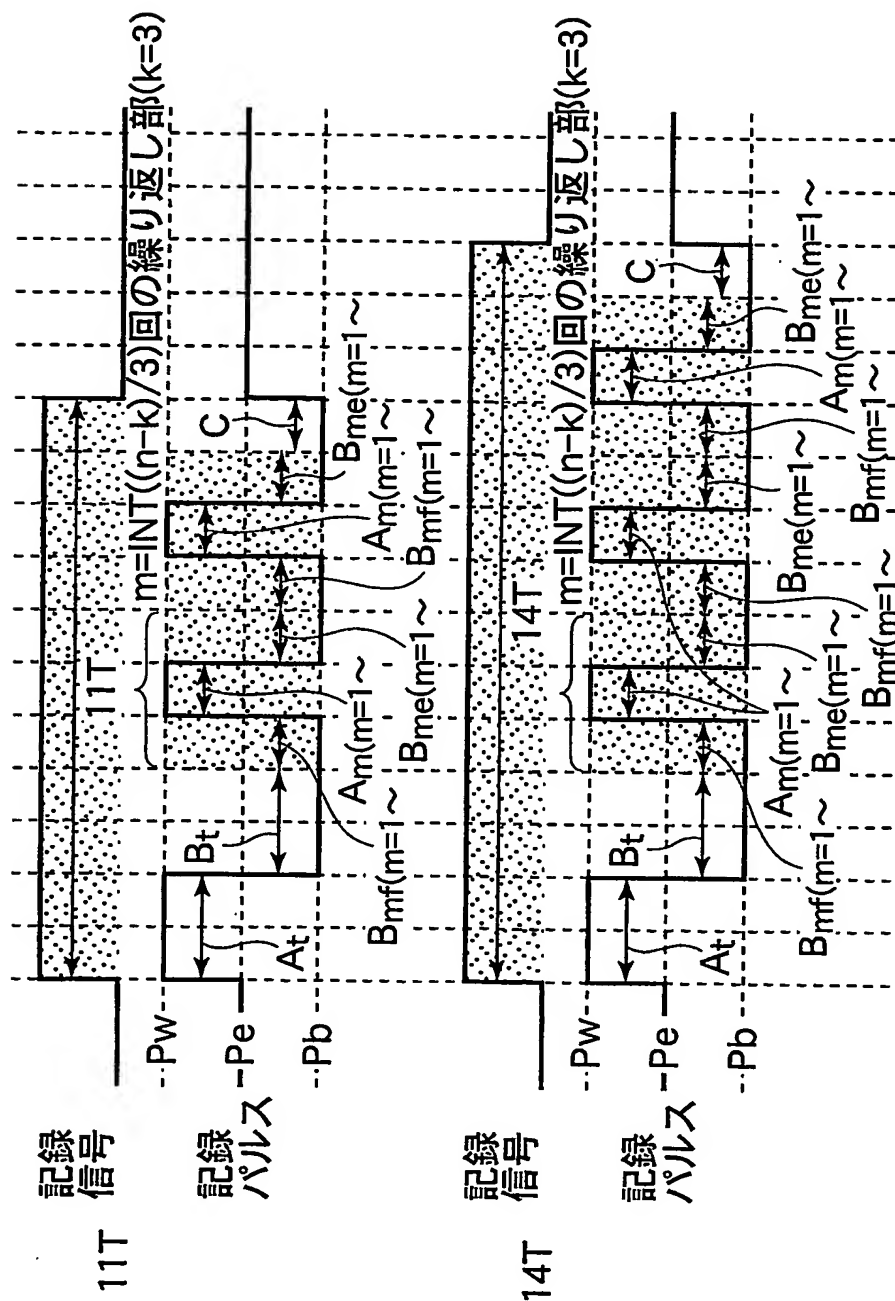 11T
記録
信号
11T
m=INT((n-k)/3)回の繰り返し部(k=3)
記録
パルス
Pw
Pe
Pb
At
Bt
C
Bmf(m=1~
Am(m=1~
Bme(m=1~
Bmf(m=1~
Am(m=1~
Bme(m=1~
14T
記録
信号
14T
m=INT((n-k)/3)回の繰り返し部(k=3)
記録
パルス
Pw
Pe
Pb
At
Bt
C
Bmf(m=1~
Am(m=1~
Bme(m=1~
Bmf(m=1~
Bme(m=1~
Bmf(m=1~
Am(m=1~
Bme(m=1~